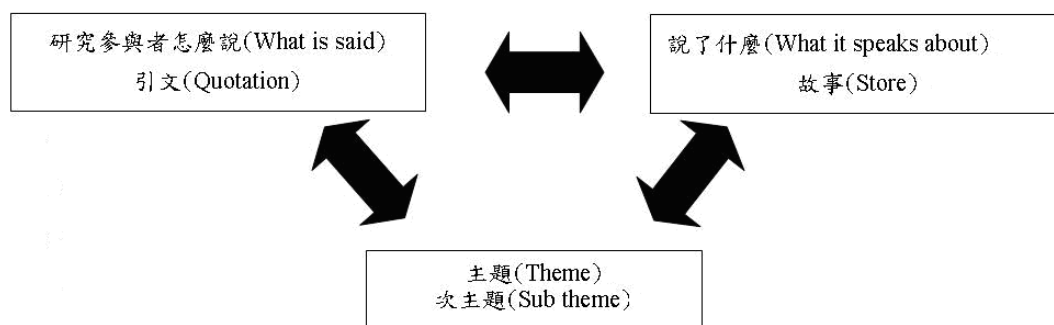 研究參與者怎麼說(What is said)
引文(Quotation)
說了什麼(What it speaks about)
故事(Store)
主題(Theme)
次主題(Sub theme)